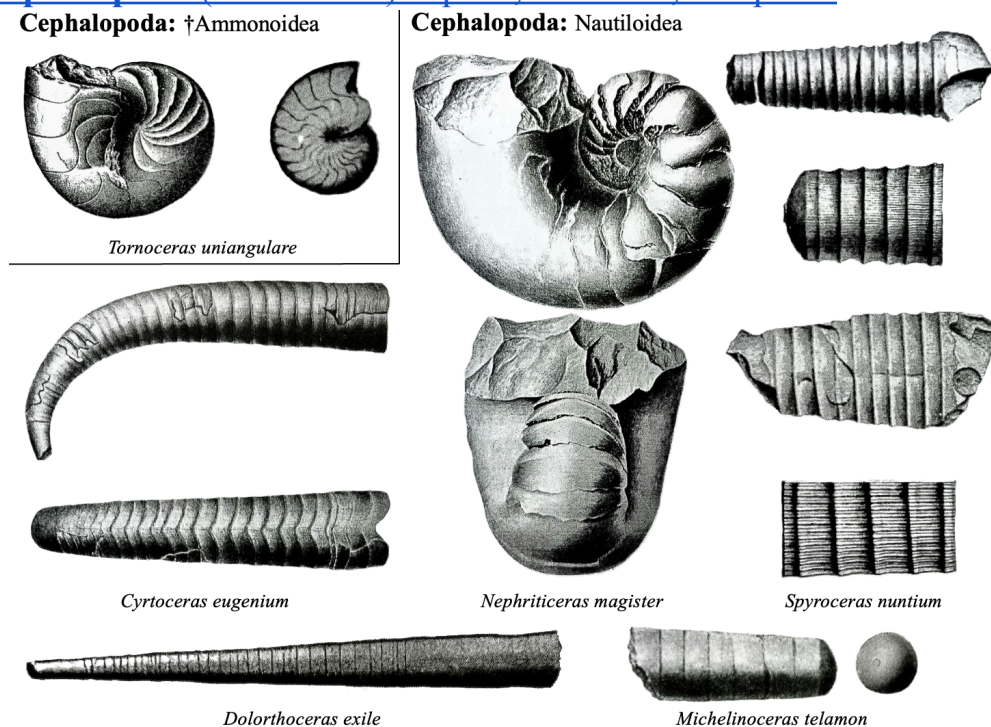 Cephalopoda: †Ammonoidea
Cephalopoda: Nautiloidea
Tornoceras uniangulare
Cyrtoceras eugenium
Nephriticeras magister
Spyroceras nuntium
Dolorthoceras exile
Michelinoceras telamon